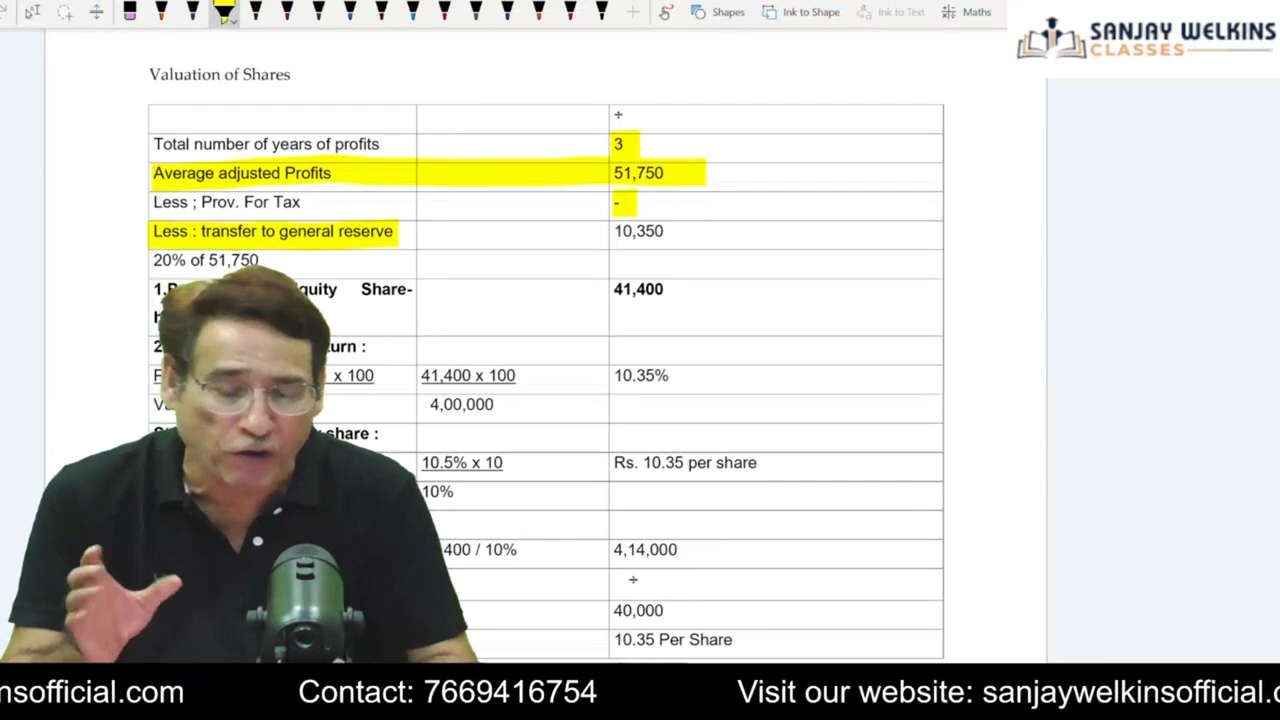 Shapes Ink to Shape Ink to Text Maths
SANJAY WELKINS
CLASSES
Valuation of Shares
÷
Total number of years of profits 3
Average adjusted Profits 51,750
Less ; Prov. For Tax -
Less : transfer to general reserve 10,350
20% of 51,750
Share- 41,400
x 100 41,400 x 100 10.35%
4,00,000
share :
10.5% x 10 Rs. 10.35 per share
10%
400 / 10% 4,14,000
÷
40,000
10.35 Per Share
nsofficial.com Contact: 7669416754 Visit our website: sanjaywelkinsofficial.c